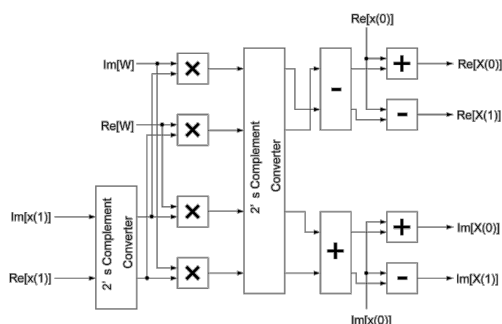 Re[x(0)]
Im[W]
×
+
Re[X(0)]
-
Re[W]
×
-
Re[X(1)]
2' s Complement
Converter
Im[x(1)]
×
+
Im[X(0)]
2' s Complement
Converter
+
Re[x(1)]
×
-
Im[X(1)]
Im[x(0)]